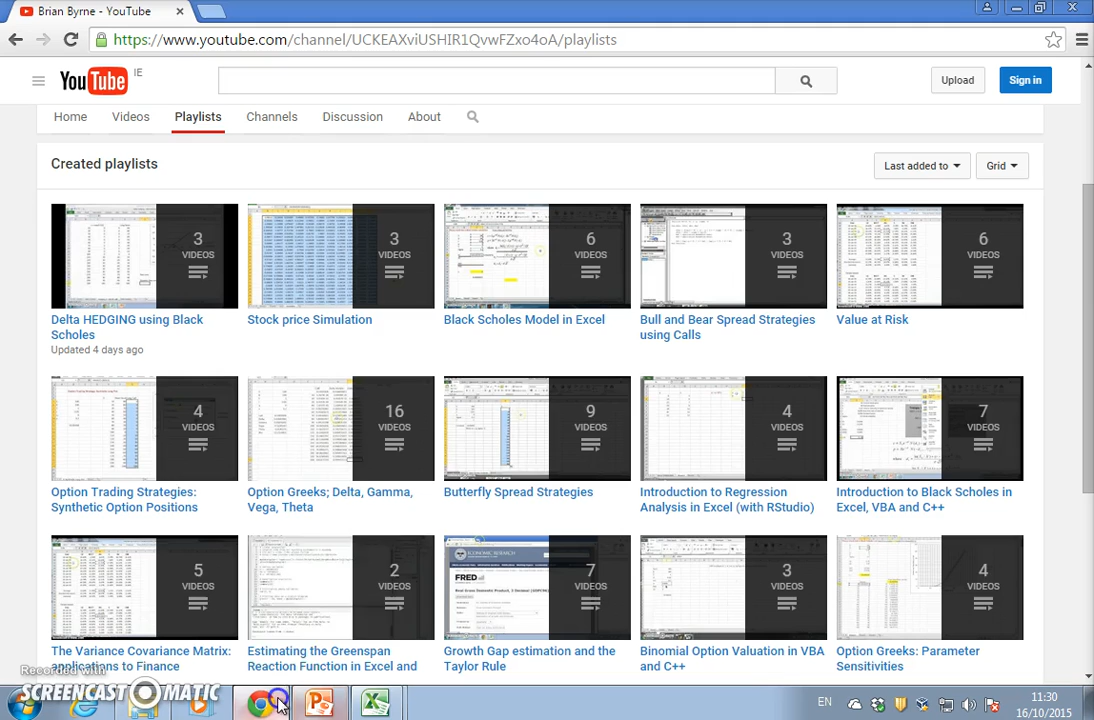 Brian Byrne - YouTube
https://www.youtube.com/channel/UCKEAXviUSHIR1QvwFZxo4oA/playlists
YouTube IE
Upload
Sign in
Home Videos Playlists Channels Discussion About
Created playlists
Last added to
Grid
3 VIDEOS
3 VIDEOS
6 VIDEOS
3 VIDEOS
6 VIDEOS
Delta HEDGING using Black
Scholes
Updated 4 days ago
Stock price Simulation
Black Scholes Model in Excel
Bull and Bear Spread Strategies
using Calls
Value at Risk
4 VIDEOS
16 VIDEOS
9 VIDEOS
4 VIDEOS
7 VIDEOS
Option Trading Strategies:
Synthetic Option Positions
Option Greeks; Delta, Gamma,
Vega, Theta
Butterfly Spread Strategies
Introduction to Regression
Analysis in Excel (with RStudio)
Introduction to Black Scholes in
Excel, VBA and C++
ECONOMIC RESEARCH
FRED
5 VIDEOS
2 VIDEOS
7 VIDEOS
3 VIDEOS
4 VIDEOS
The Variance Covariance Matrix:
applications to Finance
Estimating the Greenspan
Reaction Function in Excel and
Growth Gap estimation and the
Taylor Rule
Binomial Option Valuation in VBA
and C++
Option Greeks: Parameter
Sensitivities
Recorded with
SCREENCAST-O-MATIC
EN
11:30
16/10/2015